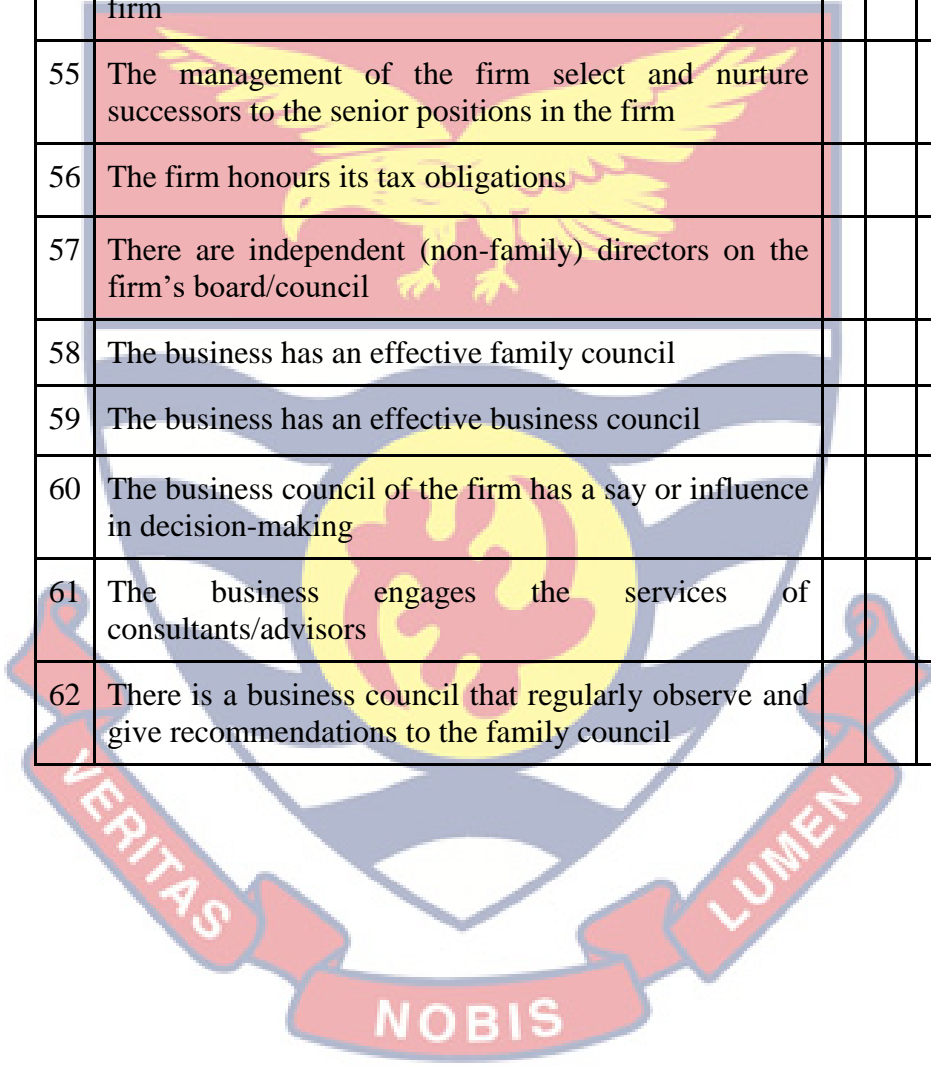 firm
55 The management of the firm select and nurture
successors to the senior positions in the firm
56 The firm honours its tax obligations
57 There are independent (non-family) directors on the
firm's board/council
58 The business has an effective family council
59 The business has an effective business council
60 The business council of the firm has a say or influence
in decision-making
61 The business engages the services of
consultants/advisors
62 There is a business council that regularly observe and
give recommendations to the family council
VERITAS
NOBIS
LUMEN